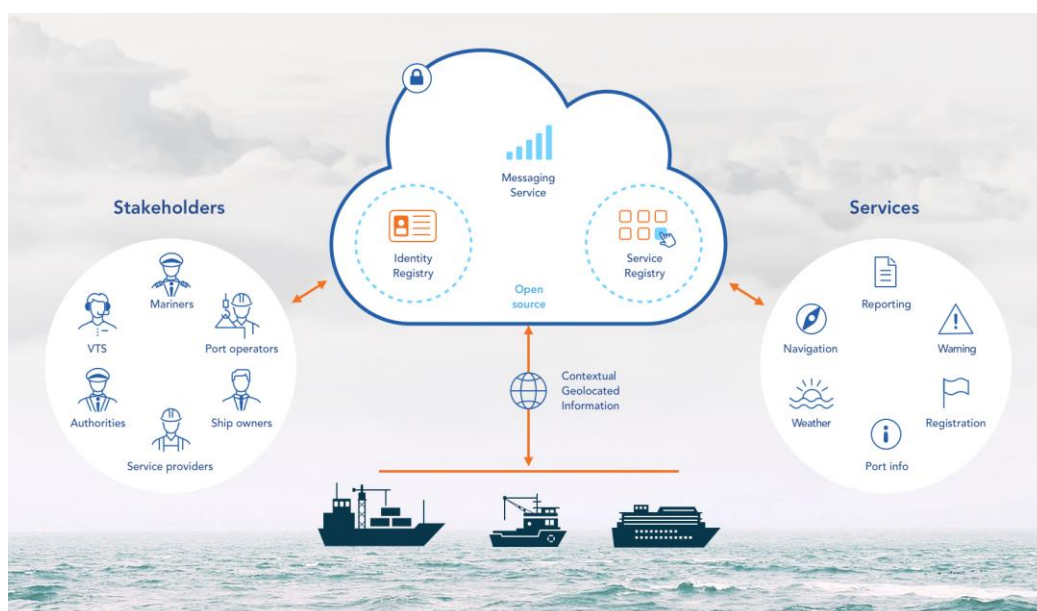 Messaging
Service
Stakeholders
Services
Identity
Registry
Service
Registry
Open
source
Mariners
VTS
Port operators
Authorities
Ship owners
Service providers
Reporting
Navigation
Warning
Weather
Registration
Port info
Contextual
Geolocated
Information